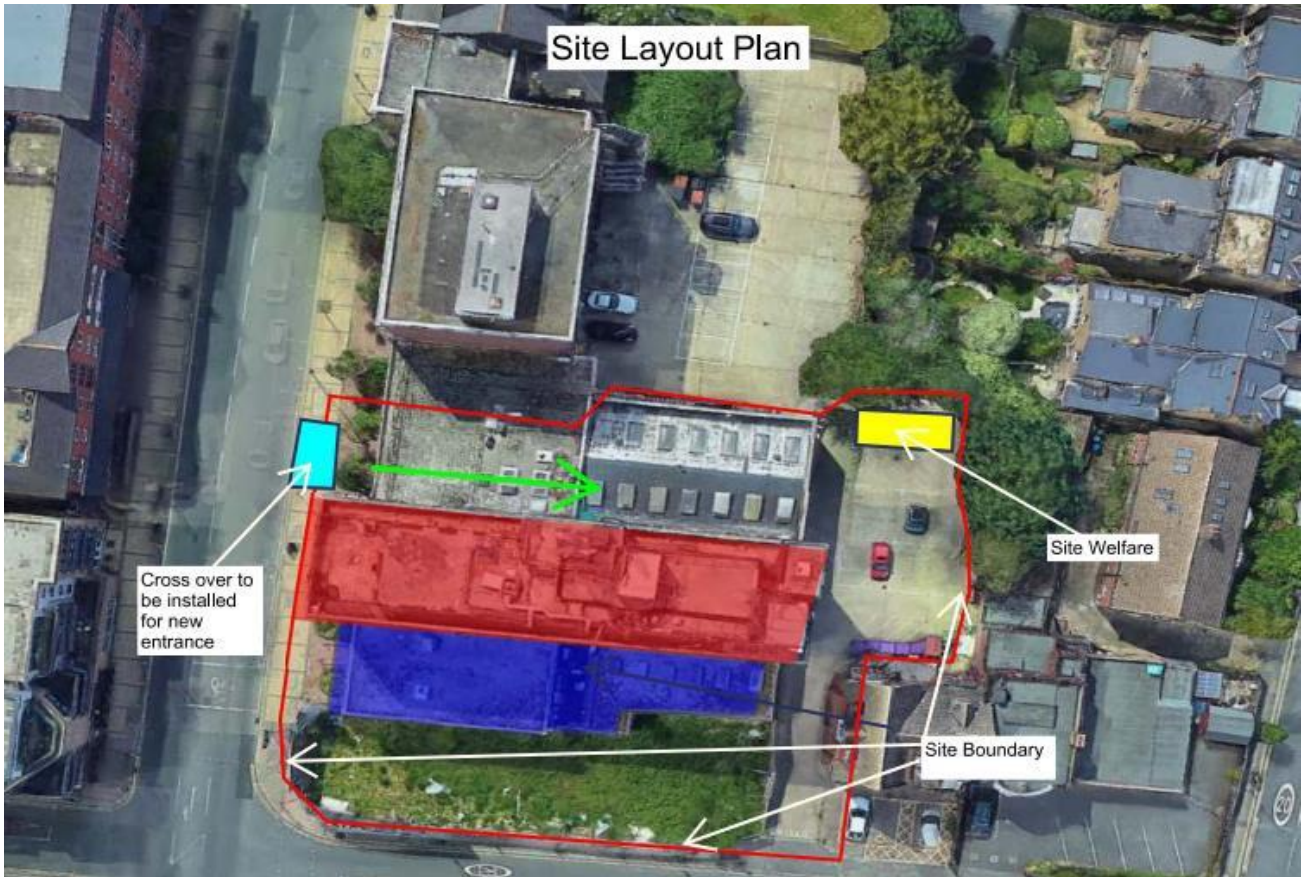 Site Layout Plan
Cross over to
be installed
for new
entrance
Site Welfare
Site Boundary
20